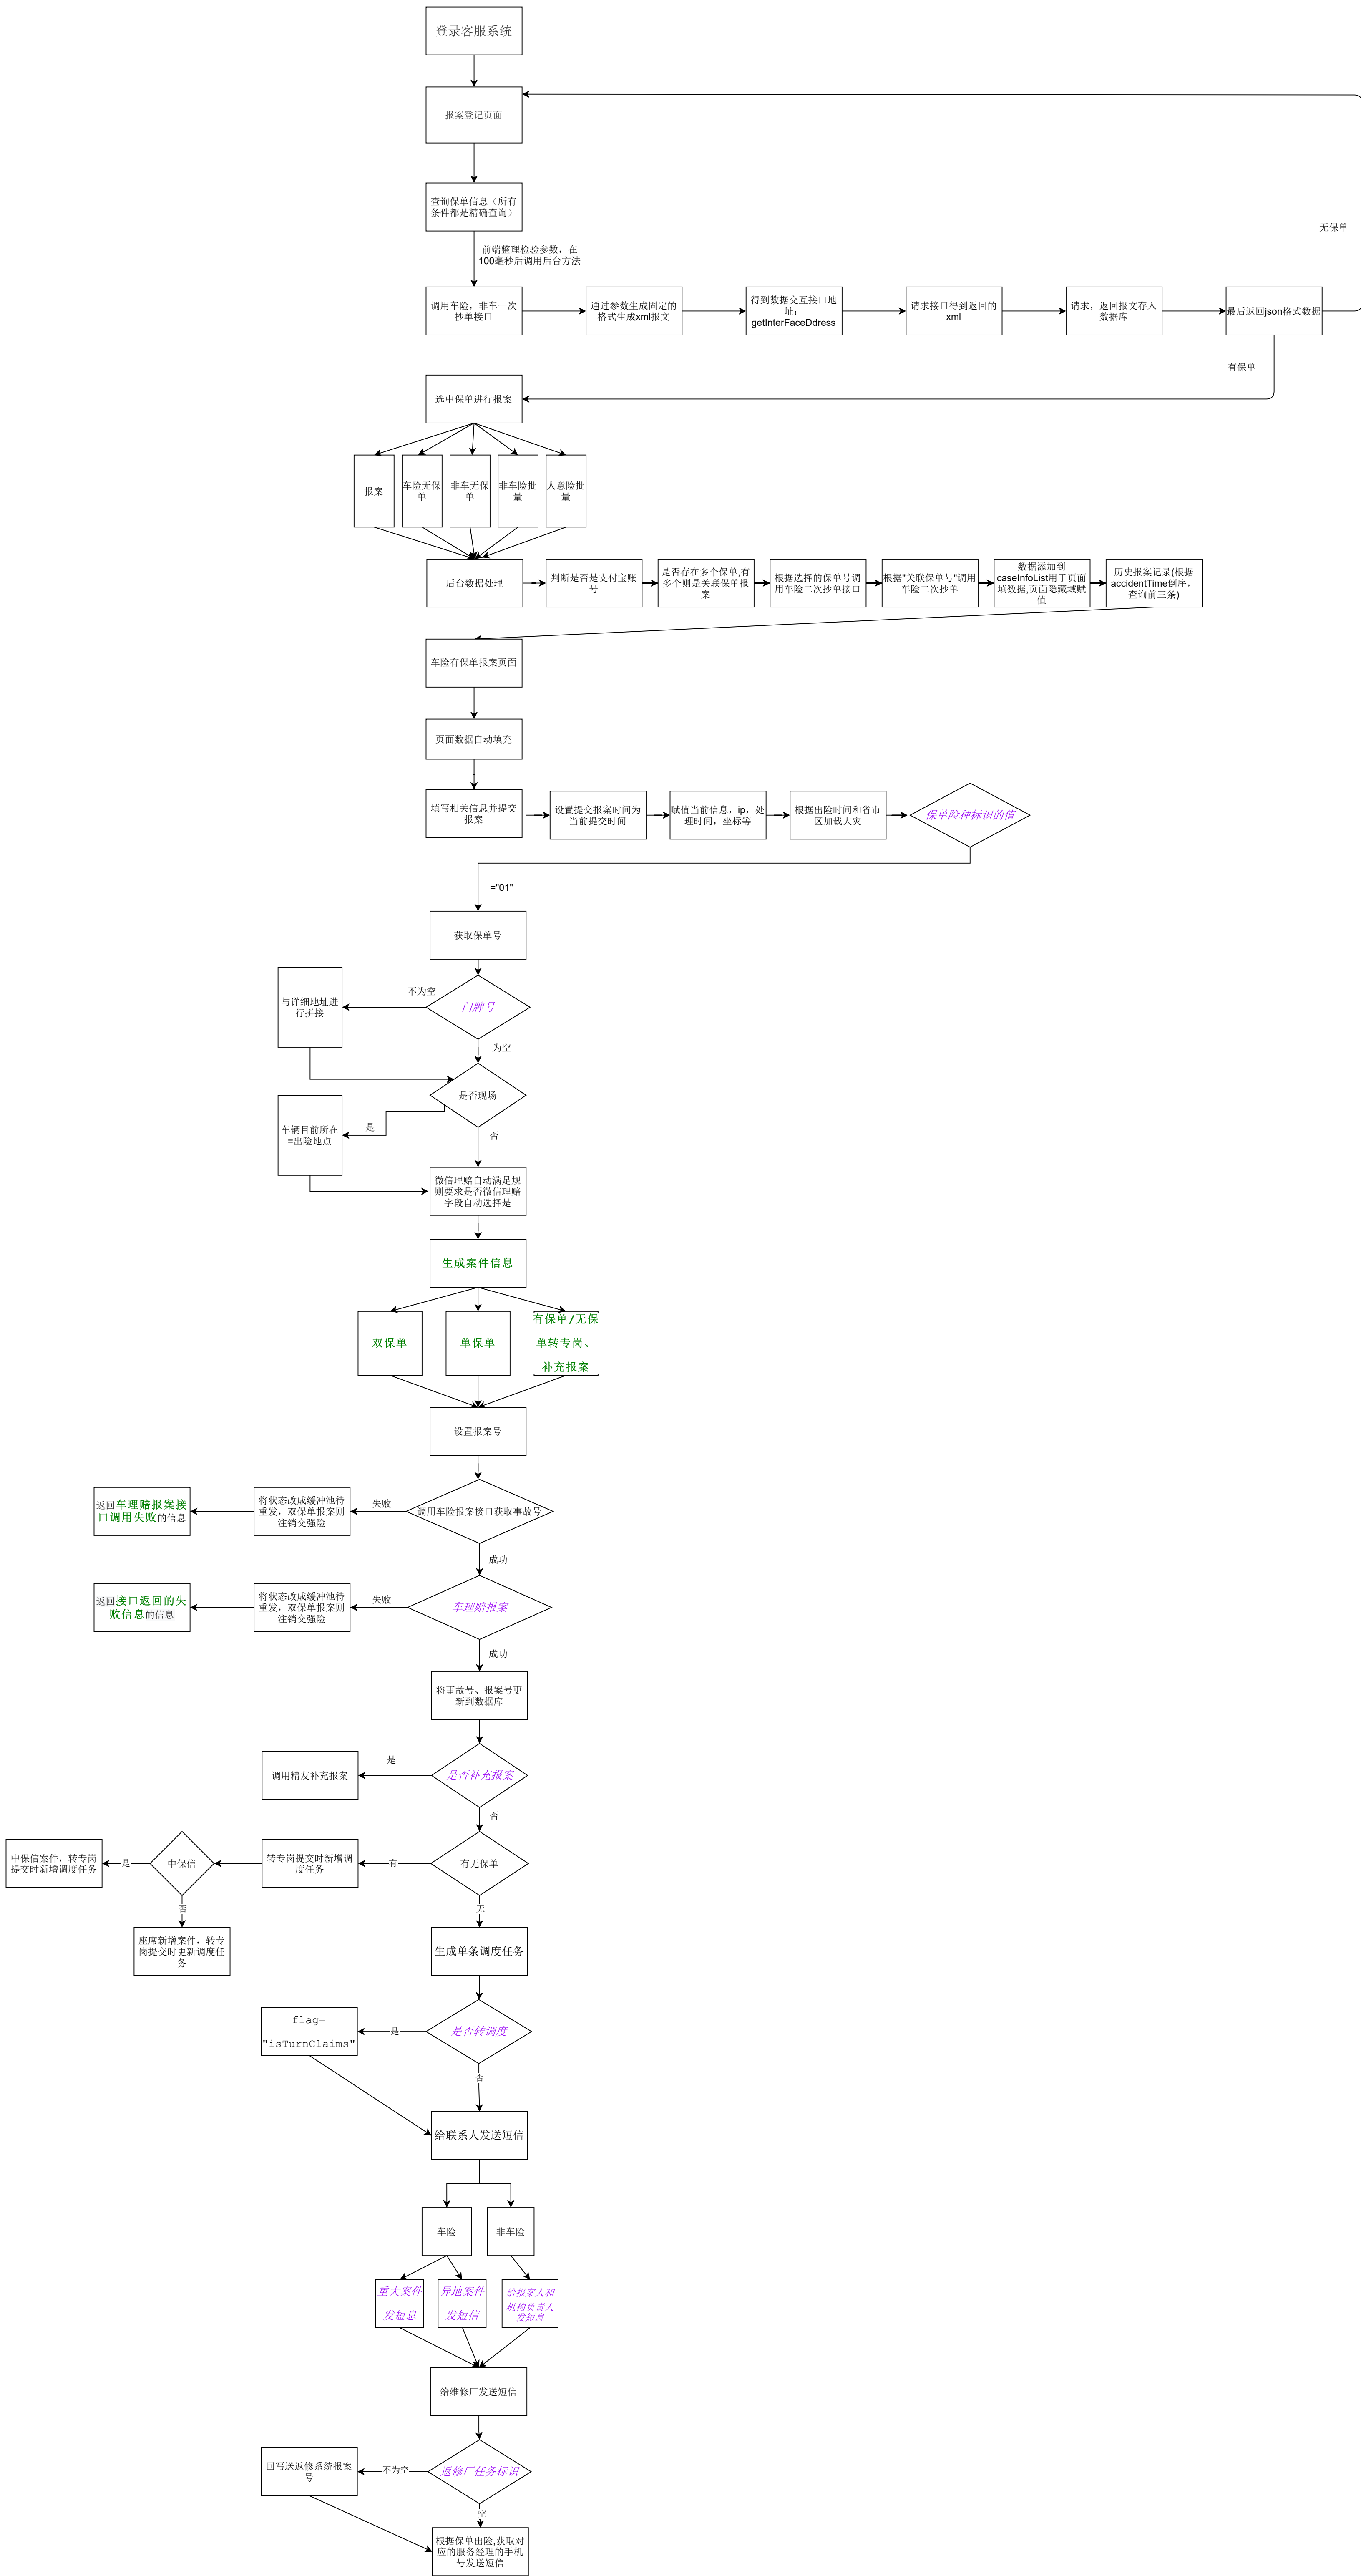 登录客服系统
报案登记页面
查询保单信息（所有
条件都是精确查询）
无保单
前端整理检验参数，在
100毫秒后调用后台方法
调用车险，非车一次
抄单接口
通过参数生成固定的
格式生成xml报文
得到数据交互接口地
址：
getInterFaceDdress
请求接口得到返回的
xml
请求，返回报文存入
数据库
最后返回json格式数据
有保单
选中保单进行报案
报案
车险无保
单
非车无保
单
非车险批
量
人意险批
量
后台数据处理
判断是否是支付宝账
号
是否存在多个保单,有
多个则是关联保单报
案
根据选择的保单号调
用车险二次抄单接口
根据"关联保单号"调用
车险二次抄单
数据添加到
caseInfoList用于页面
填数据,页面隐藏域赋
值
历史报案记录(根据
accidentTime倒序，
查询前三条)
车险有保单报案页面
页面数据自动填充
填写相关信息并提交
报案
设置提交报案时间为
当前提交时间
赋值当前信息，ip，处
理时间，坐标等
根据出险时间和省市
区加载大灾
保单险种标识的值
="01"
获取保单号
与详细地址进
行拼接
不为空
门牌号
为空
是否现场
车辆目前所在
=出险地点
是
否
微信理赔自动满足规
则要求是否微信理赔
字段自动选择是
生成案件信息
双保单
单保单
有保单/无保
单转专岗、
补充报案
设置报案号
返回车理赔报案接
口调用失败的信息
将状态改成缓冲池待
重发，双保单报案则
注销交强险
失败
调用车险报案接口获取事故号
成功
返回接口返回的失
败信息的信息
将状态改成缓冲池待
重发，双保单报案则
注销交强险
失败
车理赔报案
成功
将事故号、报案号更
新到数据库
调用精友补充报案
是
是否补充报案
否
中保信案件，转专岗
提交时新增调度任务
是
中保信
转专岗提交时新增调
度任务
有
有无保单
否
无
座席新增案件，转专
岗提交时更新调度任
务
生成单条调度任务
flag=
"isTurnClaims"
是
是否转调度
否
给联系人发送短信
车险
非车险
重大案件
发短息
异地案件
发短信
给报案人和
机构负责人
发短息
给维修厂发送短信
回写送返修系统报案
号
不为空
返修厂任务标识
空
根据保单出险,获取对
应的服务经理的手机
号发送短信